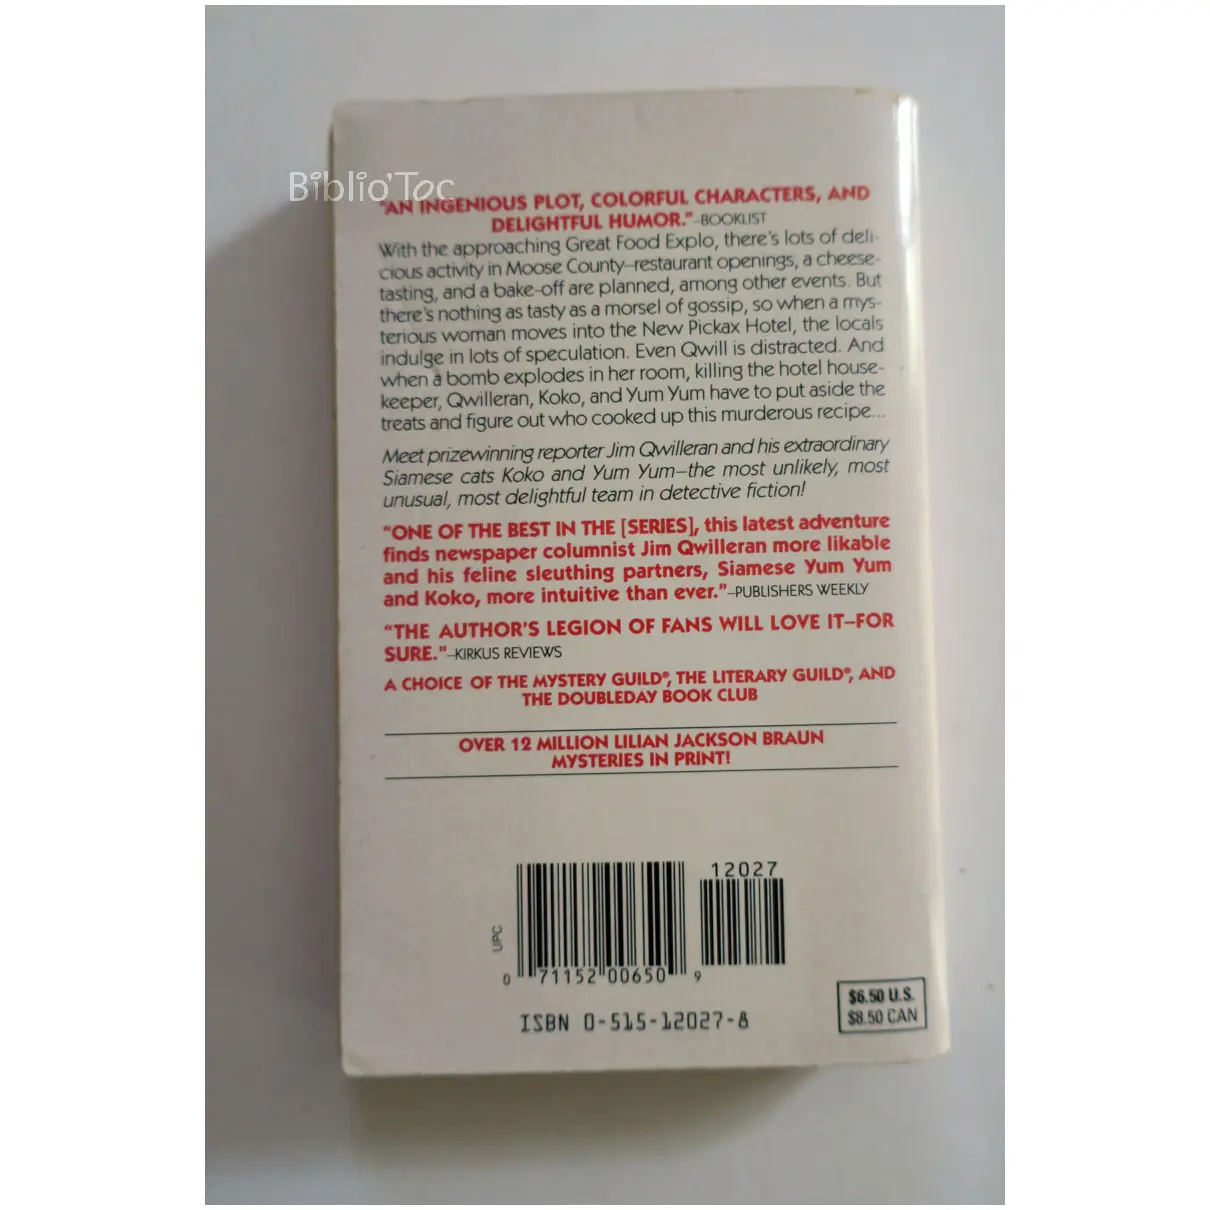 Biblio'Toc
"AN INGENIOUS PLOT, COLORFUL CHARACTERS, AND
DELIGHTFUL HUMOR."–BOOKLIST
With the approaching Great Food Explo, there's lots of deli-
cious activity in Moose County–restaurant openings, a cheese-
tasting, and a bake-off are planned, among other events. But
there's nothing as tasty as a morsel of gossip, so when a mys-
terious woman moves into the New Pickax Hotel, the locals
indulge in lots of speculation. Even Qwill is distracted. And
when a bomb explodes in her room, killing the hotel house-
keeper, Qwilleran, Koko, and Yum Yum have to put aside the
treats and figure out who cooked up this murderous recipe...
Meet prizewinning reporter Jim Qwilleran and his extraordinary
Siamese cats Koko and Yum Yum–the most unlikely, most
unusual, most delightful team in detective fiction!
"ONE OF THE BEST IN THE [SERIES], this latest adventure
finds newspaper columnist Jim Qwilleran more likable
and his feline sleuthing partners, Siamese Yum Yum
and Koko, more intuitive than ever."–PUBLISHERS WEEKLY
"THE AUTHOR'S LEGION OF FANS WILL LOVE IT–FOR
SURE."–KIRKUS REVIEWS
A CHOICE OF THE MYSTERY GUILD®, THE LITERARY GUILD®, AND
THE DOUBLEDAY BOOK CLUB
OVER 12 MILLION LILIAN JACKSON BRAUN
MYSTERIES IN PRINT!
12027
UPC
0 71152 00650 9
ISBN 0-515-12027-8
$6.50 U.S.
$8.50 CAN